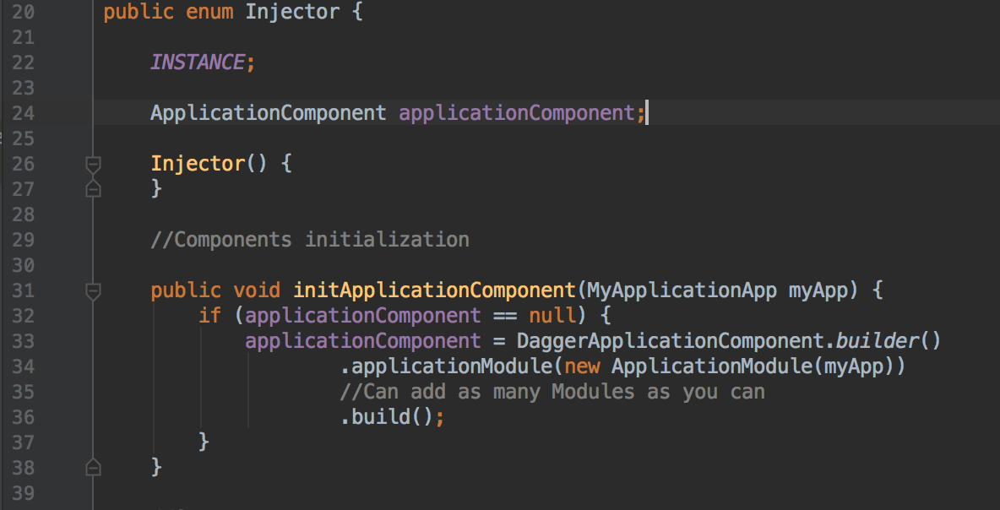 20 public enum Injector {
21
22     INSTANCE;
23
24     ApplicationComponent applicationComponent;
25
26     Injector() {
27     }
28
29     //Components initialization
30
31     public void initApplicationComponent(MyApplicationApp myApp) {
32         if (applicationComponent == null) {
33             applicationComponent = DaggerApplicationComponent.builder()
34                     .applicationModule(new ApplicationModule(myApp))
35                     //Can add as many Modules as you can
36                     .build();
37         }
38     }
39